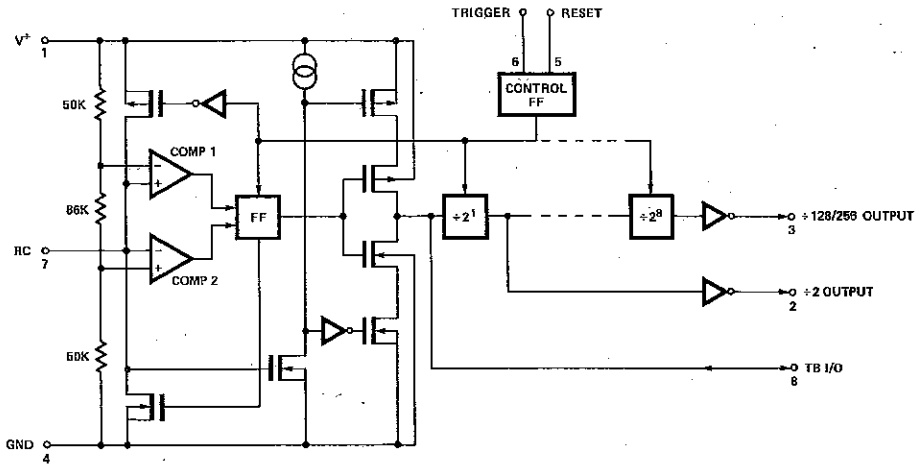 TRIGGER
RESET
V+
1
6
5
CONTROL
FF
50K
COMP 1
86K
FF
÷2¹
÷2⁸
÷128/256 OUTPUT
3
RC
7
COMP 2
÷2 OUTPUT
2
50K
TB I/O
8
GND
4